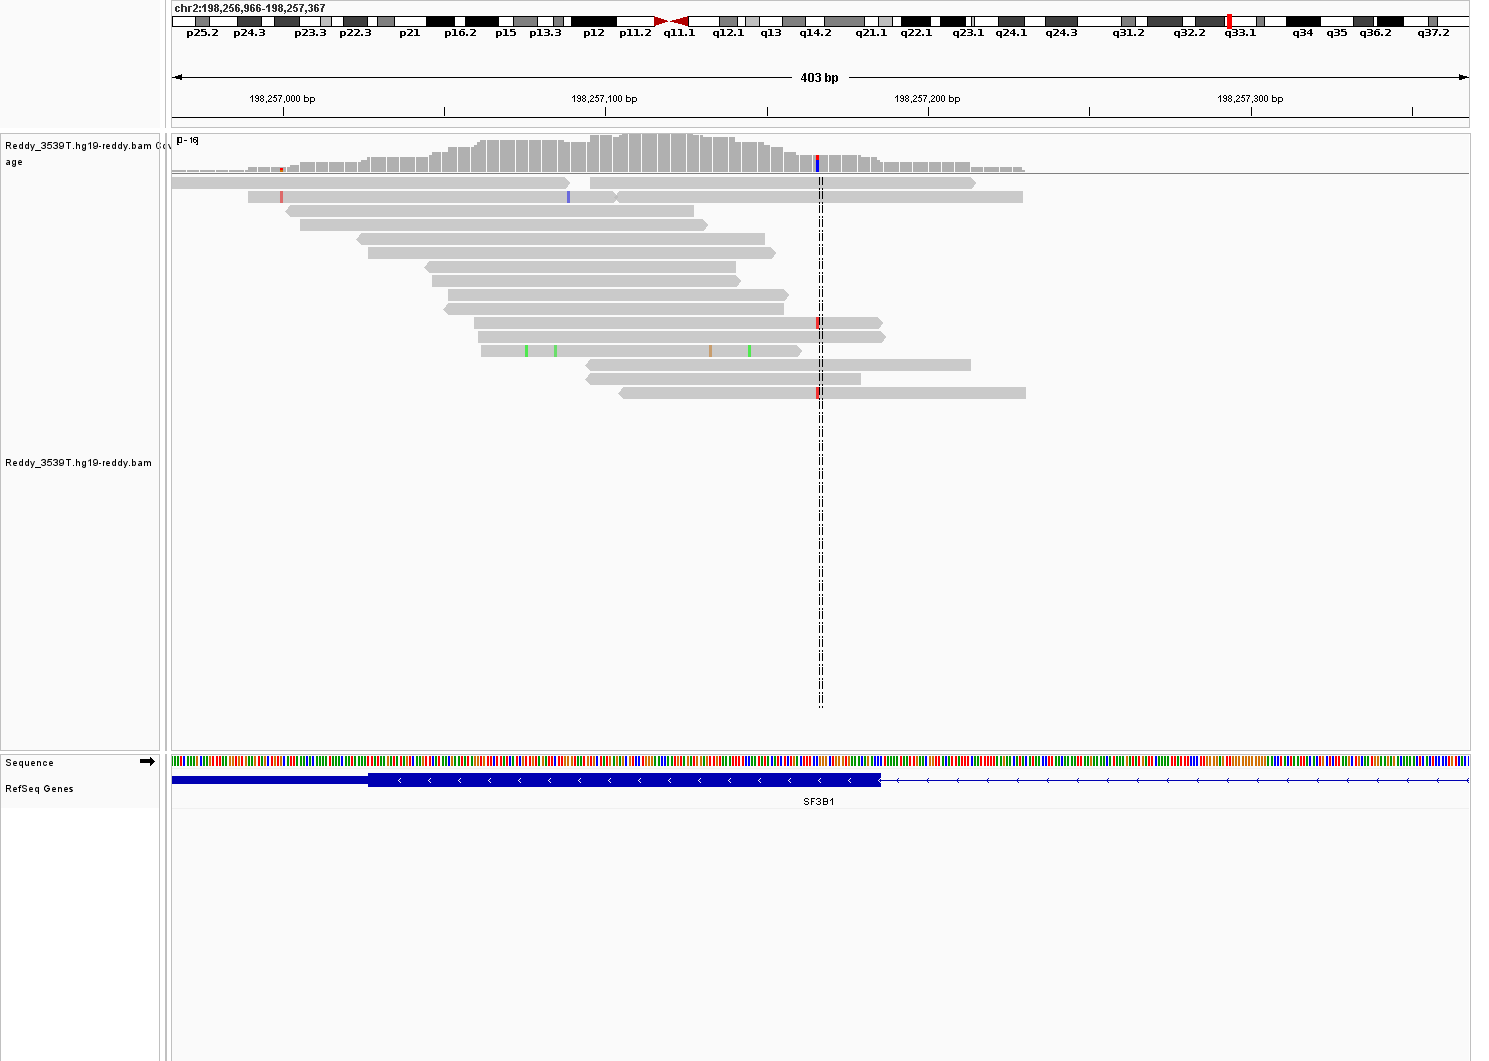 chr2:198,256,966-198,257,367
p25.2 p24.3 p23.3 p22.3 p21 p16.2 p15 p13.3 p12 p11.2 q11.1 q12.1 q13 q14.2 q21.1 q22.1 q23.1 q24.1 q24.3 q31.2 q32.2 q33.1 q34 q35 q36.2 q37.2
403 bp
198,257,000 bp 198,257,100 bp 198,257,200 bp 198,257,300 bp
Reddy_3539T.hg19-reddy.bam Cov
age
[0 - 16]
Reddy_3539T.hg19-reddy.bam
Sequence
RefSeq Genes
SF3B1